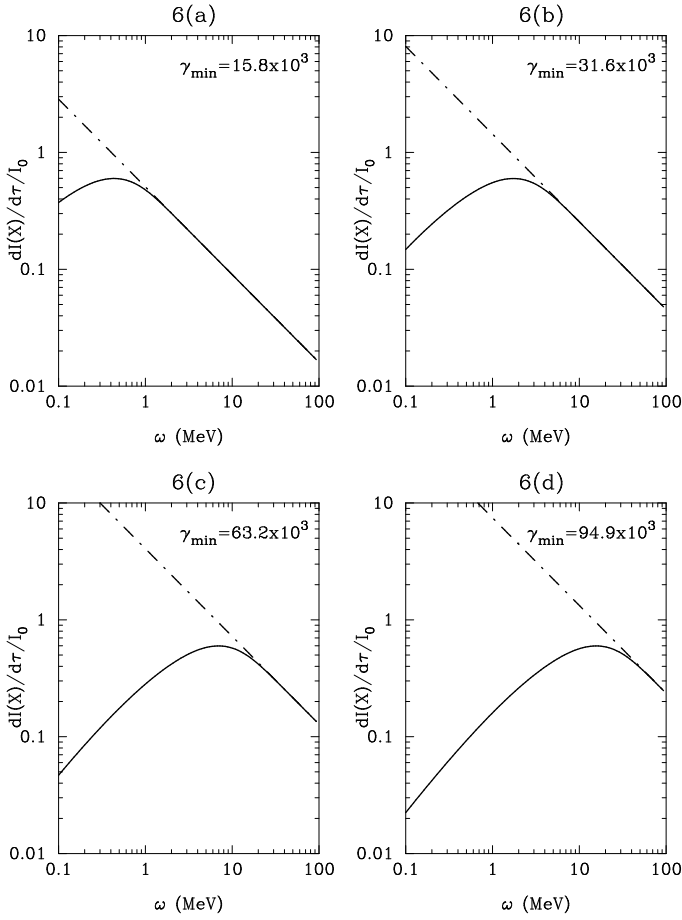 6(a)
10
γmin=15.8x10³
1
dI(X)/dτ/I₀
0.1
0.01
0.1 1 10 100
ω (MeV)
6(b)
10
γmin=31.6x10³
1
dI(X)/dτ/I₀
0.1
0.01
0.1 1 10 100
ω (MeV)
6(c)
10
γmin=63.2x10³
1
dI(X)/dτ/I₀
0.1
0.01
0.1 1 10 100
ω (MeV)
6(d)
10
γmin=94.9x10³
1
dI(X)/dτ/I₀
0.1
0.01
0.1 1 10 100
ω (MeV)